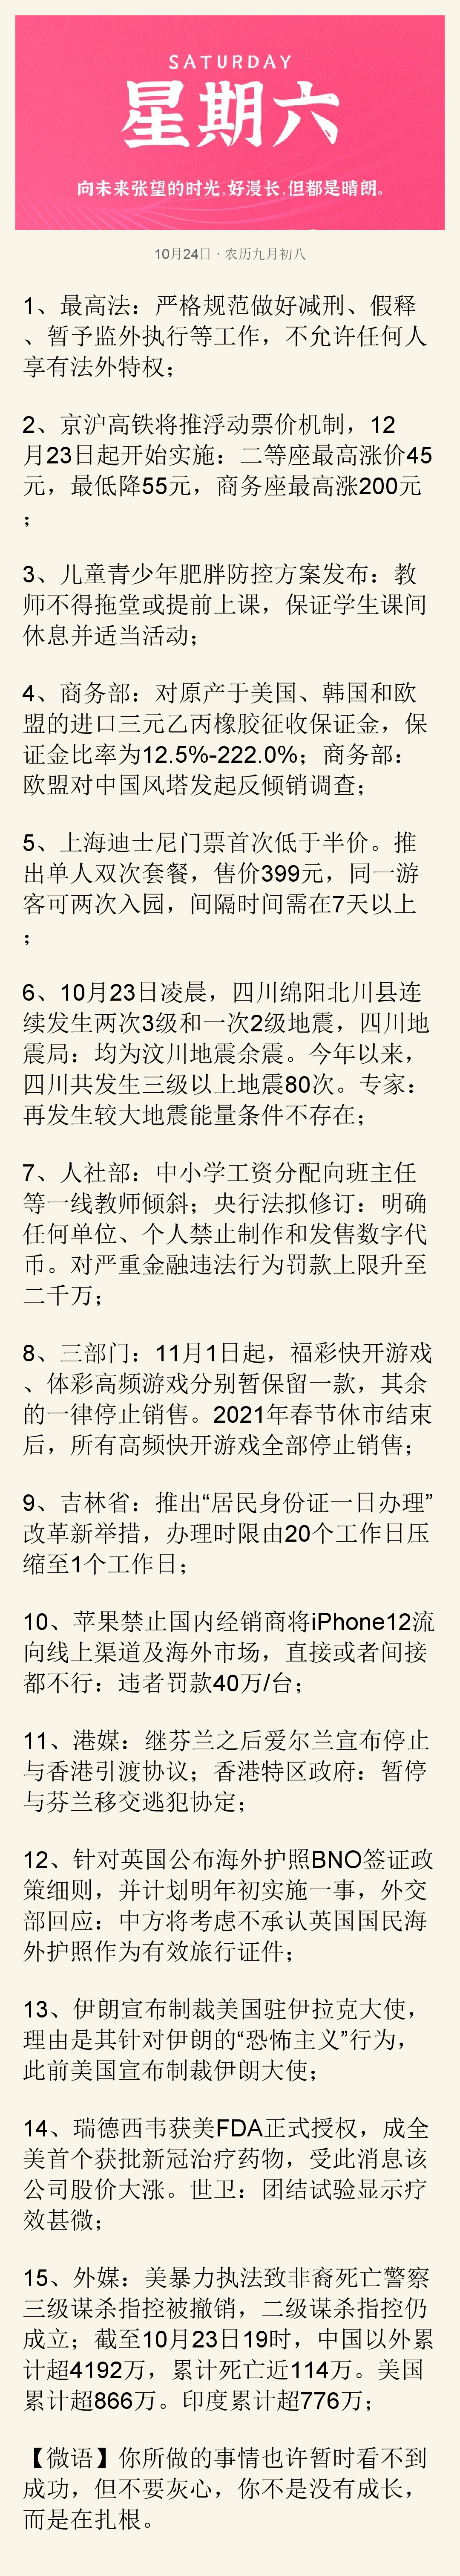 SATURDAY
星期六
向未来张望的时光,好漫长,但都是晴朗。
10月24日 · 农历九月初八
1、最高法：严格规范做好减刑、假释
、暂予监外执行等工作，不允许任何人
享有法外特权；
2、京沪高铁将推浮动票价机制，12
月23日起开始实施：二等座最高涨价45
元，最低降55元，商务座最高涨200元
；
3、儿童青少年肥胖防控方案发布：教
师不得拖堂或提前上课，保证学生课间
休息并适当活动；
4、商务部：对原产于美国、韩国和欧
盟的进口三元乙丙橡胶征收保证金，保
证金比率为12.5%-222.0%；商务部：
欧盟对中国风塔发起反倾销调查；
5、上海迪士尼门票首次低于半价。推
出单人双次套餐，售价399元，同一游
客可两次入园，间隔时间需在7天以上
；
6、10月23日凌晨，四川绵阳北川县连
续发生两次3级和一次2级地震，四川地
震局：均为汶川地震余震。今年以来，
四川共发生三级以上地震80次。专家：
再发生较大地震能量条件不存在；
7、人社部：中小学工资分配向班主任
等一线教师倾斜；央行法拟修订：明确
任何单位、个人禁止制作和发售数字代
币。对严重金融违法行为罚款上限升至
二千万；
8、三部门：11月1日起，福彩快开游戏
、体彩高频游戏分别暂保留一款，其余
的一律停止销售。2021年春节休市结束
后，所有高频快开游戏全部停止销售；
9、吉林省：推出“居民身份证一日办理”
改革新举措，办理时限由20个工作日压
缩至1个工作日；
10、苹果禁止国内经销商将iPhone12流
向线上渠道及海外市场，直接或者间接
都不行：违者罚款40万/台；
11、港媒：继芬兰之后爱尔兰宣布停止
与香港引渡协议；香港特区政府：暂停
与芬兰移交逃犯协定；
12、针对英国公布海外护照BNO签证政
策细则，并计划明年初实施一事，外交
部回应：中方将考虑不承认英国国民海
外护照作为有效旅行证件；
13、伊朗宣布制裁美国驻伊拉克大使，
理由是其针对伊朗的“恐怖主义”行为，
此前美国宣布制裁伊朗大使；
14、瑞德西韦获美FDA正式授权，成全
美首个获批新冠治疗药物，受此消息该
公司股价大涨。世卫：团结试验显示疗
效甚微；
15、外媒：美暴力执法致非裔死亡警察
三级谋杀指控被撤销，二级谋杀指控仍
成立；截至10月23日19时，中国以外累
计超4192万，累计死亡近114万。美国
累计超866万。印度累计超776万；
【微语】你所做的事情也许暂时看不到
成功，但不要灰心，你不是没有成长，
而是在扎根。